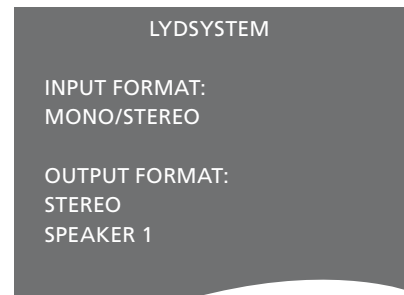 LYDSYSTEM
INPUT FORMAT:
MONO/STEREO
OUTPUT FORMAT:
STEREO
SPEAKER 1